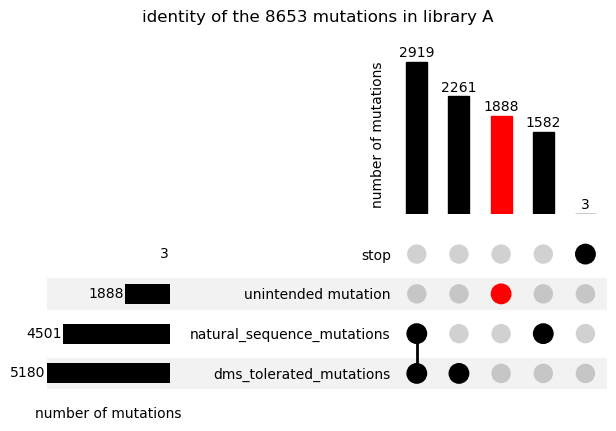 identity of the 8653 mutations in library A
number of mutations
2919
2261
1888
1582
3
3 stop
1888 unintended mutation
4501 natural_sequence_mutations
5180 dms_tolerated_mutations
number of mutations